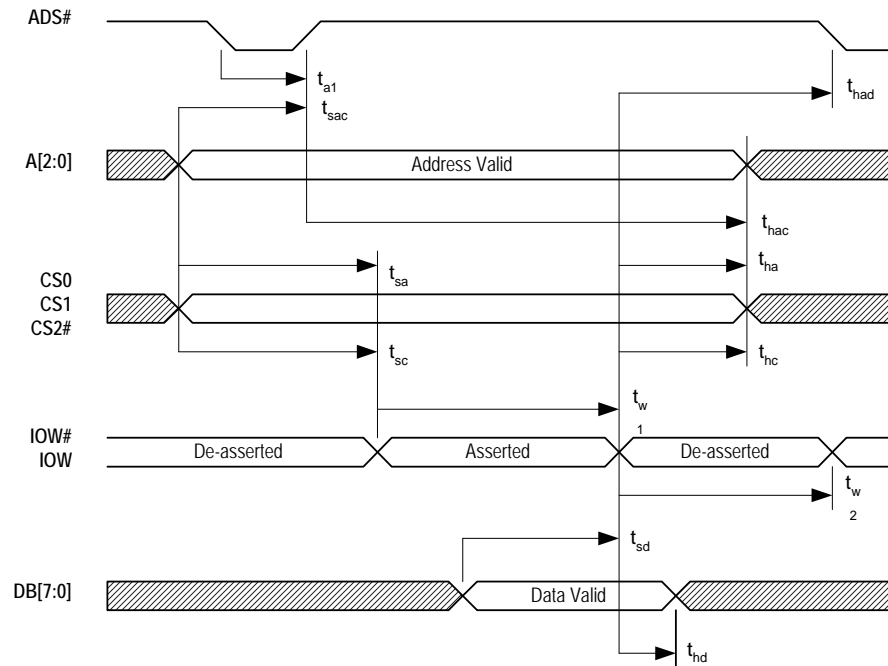 ADS#
t_a1
t_sac
t_had
A[2:0]
Address Valid
t_hac
CS0
CS1
CS2#
t_sa
t_ha
t_sc
t_hc
t_w
1
IOW#
IOW
De-asserted
Asserted
De-asserted
t_w
2
t_sd
DB[7:0]
Data Valid
t_hd